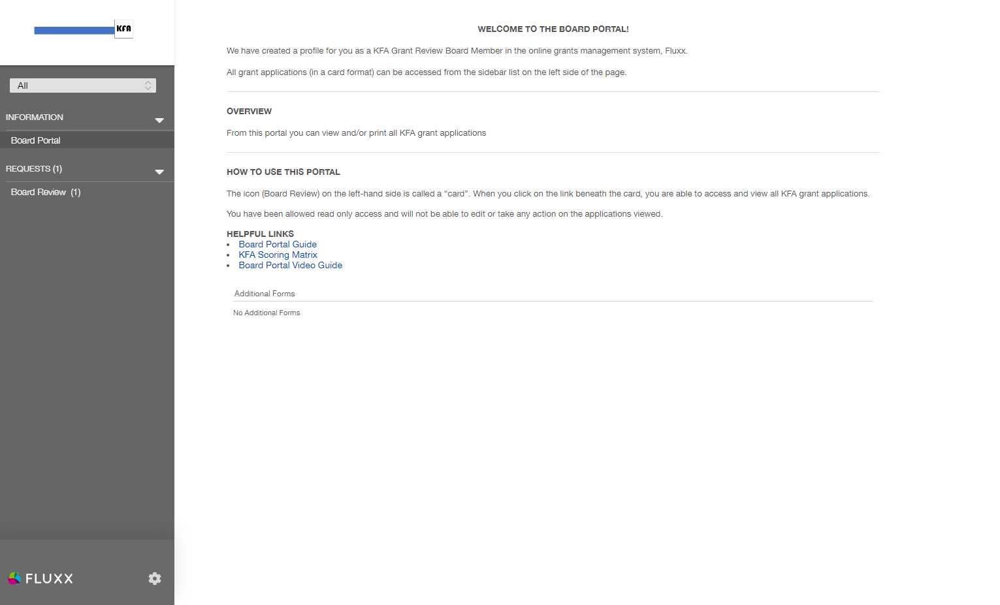 KFA
All
INFORMATION
Board Portal
REQUESTS (1)
Board Review (1)
FLUXX
WELCOME TO THE BOARD PORTAL!
We have created a profile for you as a KFA Grant Review Board Member in the online grants management system, Fluxx.
All grant applications (in a card format) can be accessed from the sidebar list on the left side of the page.
OVERVIEW
From this portal you can view and/or print all KFA grant applications
HOW TO USE THIS PORTAL
The icon (Board Review) on the left-hand side is called a “card”. When you click on the link beneath the card, you are able to access and view all KFA grant applications.
You have been allowed read only access and will not be able to edit or take any action on the applications viewed.
HELPFUL LINKS
• Board Portal Guide
• KFA Scoring Matrix
• Board Portal Video Guide
Additional Forms
No Additional Forms